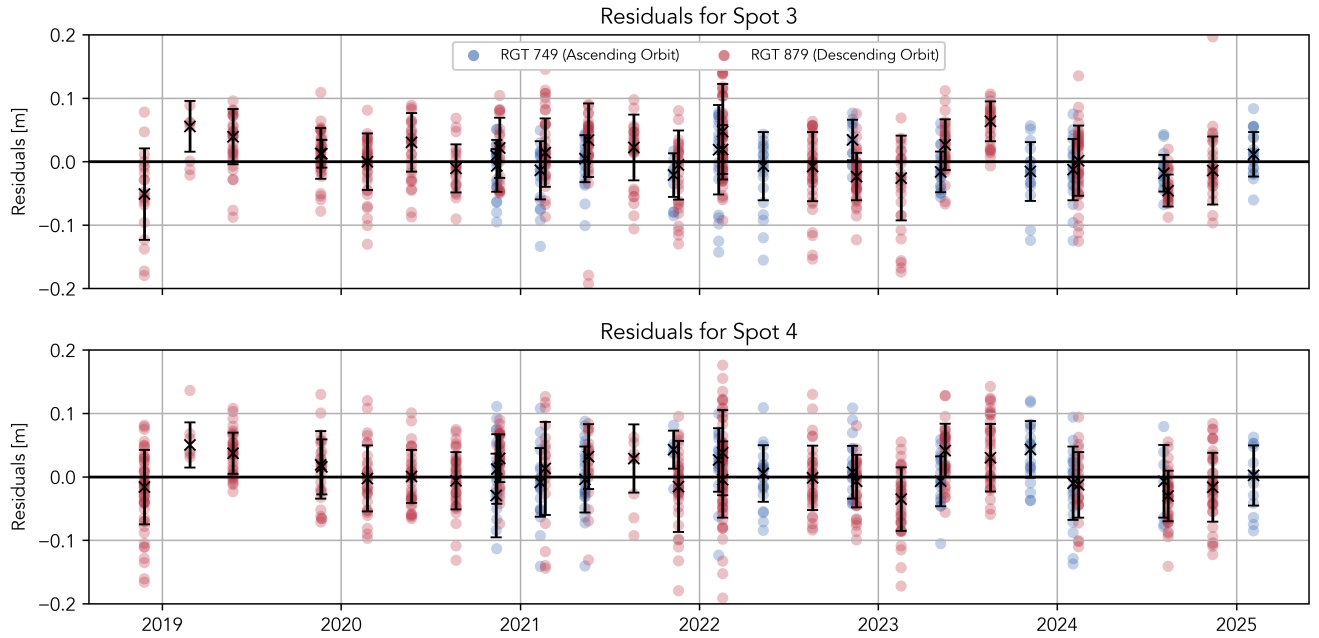 Residuals for Spot 3
RGT 749 (Ascending Orbit) RGT 879 (Descending Orbit)
Residuals [m]
0.2
0.1
0.0
−0.1
−0.2
Residuals for Spot 4
Residuals [m]
0.2
0.1
0.0
−0.1
−0.2
2019 2020 2021 2022 2023 2024 2025